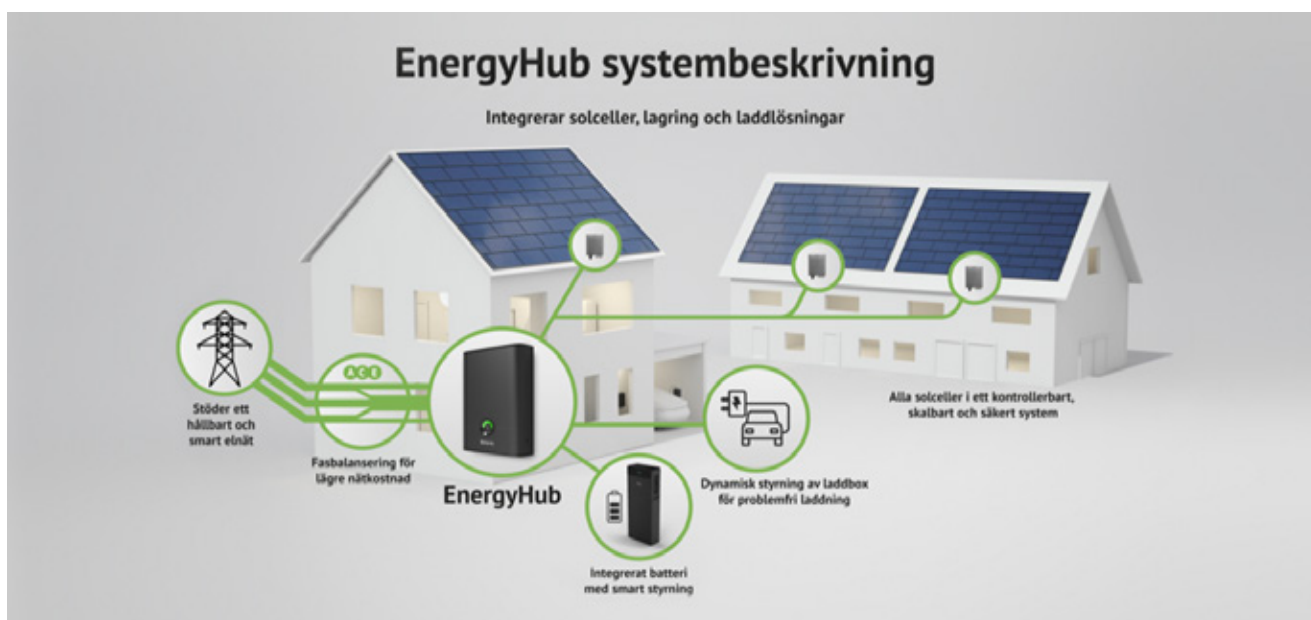 EnergyHub systembeskrivning
Integrerar solceller, lagring och laddlösningar
Stöder ett
hållbart och
smart elnät
Fasbalansering för
lägre nätkostnad
EnergyHub
Integrerat batteri
med smart styrning
Dynamisk styrning av laddbox
för problemfri laddning
Alla solceller i ett kontrollerbart,
skalbart och säkert system